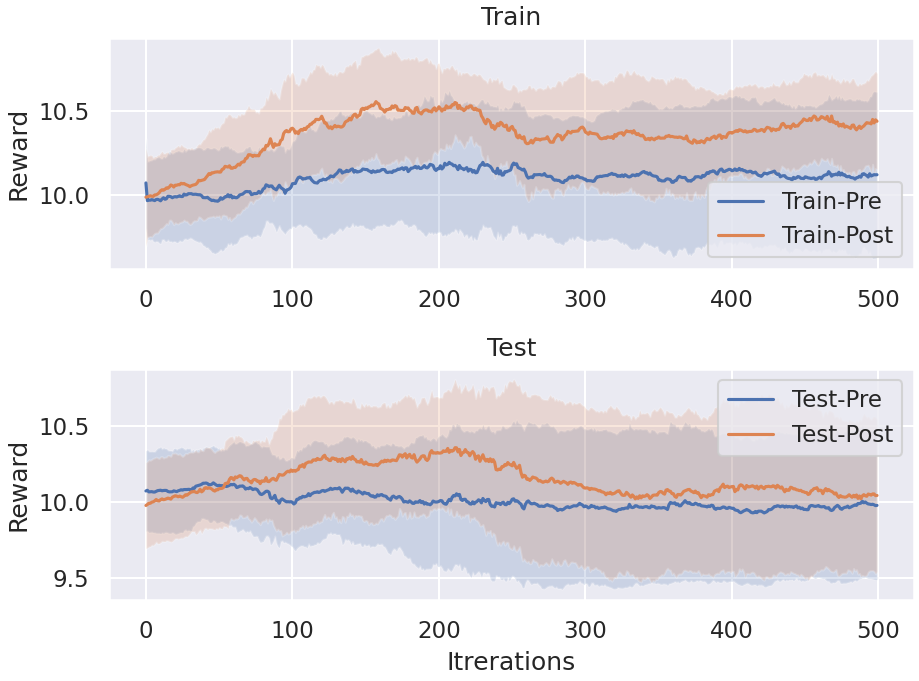 Train
Reward
10.5
10.0
Train-Pre
Train-Post
0 100 200 300 400 500
Test
Reward
10.5
10.0
9.5
Test-Pre
Test-Post
0 100 200 300 400 500
Itrerations